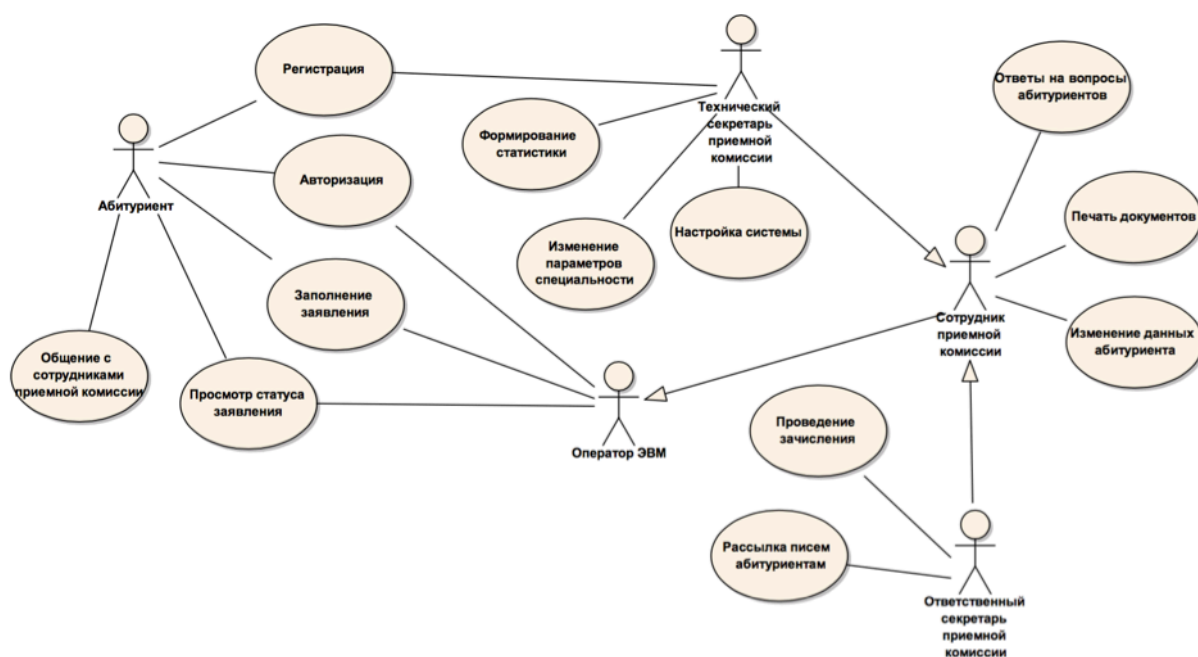 Регистрация
Технический
секретарь
приемной
комиссии
Ответы на вопросы
абитуриентов
Формирование
статистики
Абитуриент
Авторизация
Печать документов
Настройка системы
Изменение
параметров
специальности
Заполнение
заявления
Сотрудник
приемной
комиссии
Изменение данных
абитуриента
Общение с
сотрудниками
приемной комиссии
Просмотр статуса
заявления
Оператор ЭВМ
Проведение
зачисления
Рассылка писем
абитуриентам
Ответственный
секретарь
приемной
комиссии